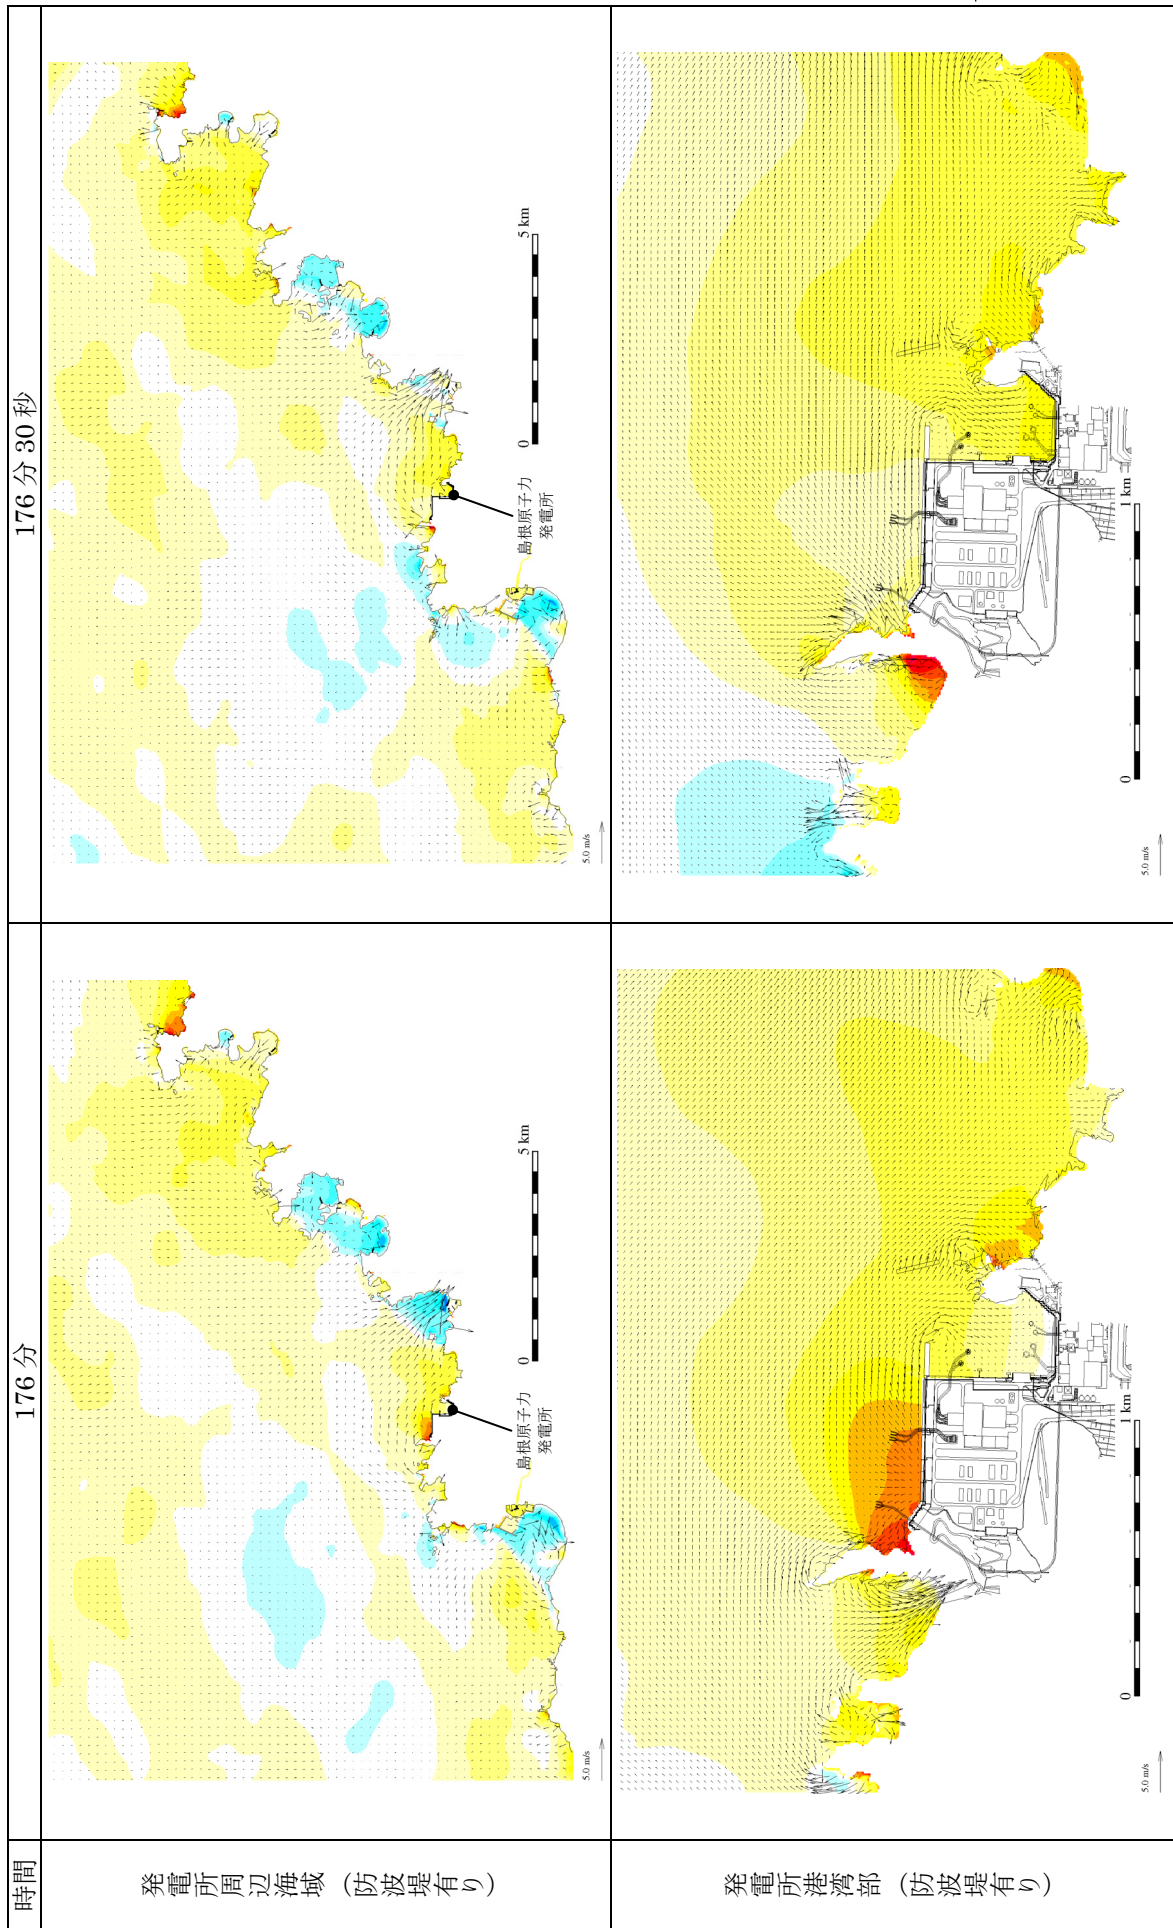 時間
176分
176分30秒
発電所周辺海域（防波堤有り）
島根原子力
発電所
0
5 km
5.0 m/s
島根原子力
発電所
0
5 km
5.0 m/s
発電所港湾部（防波堤有り）
0
1 km
5.0 m/s
0
1 km
5.0 m/s